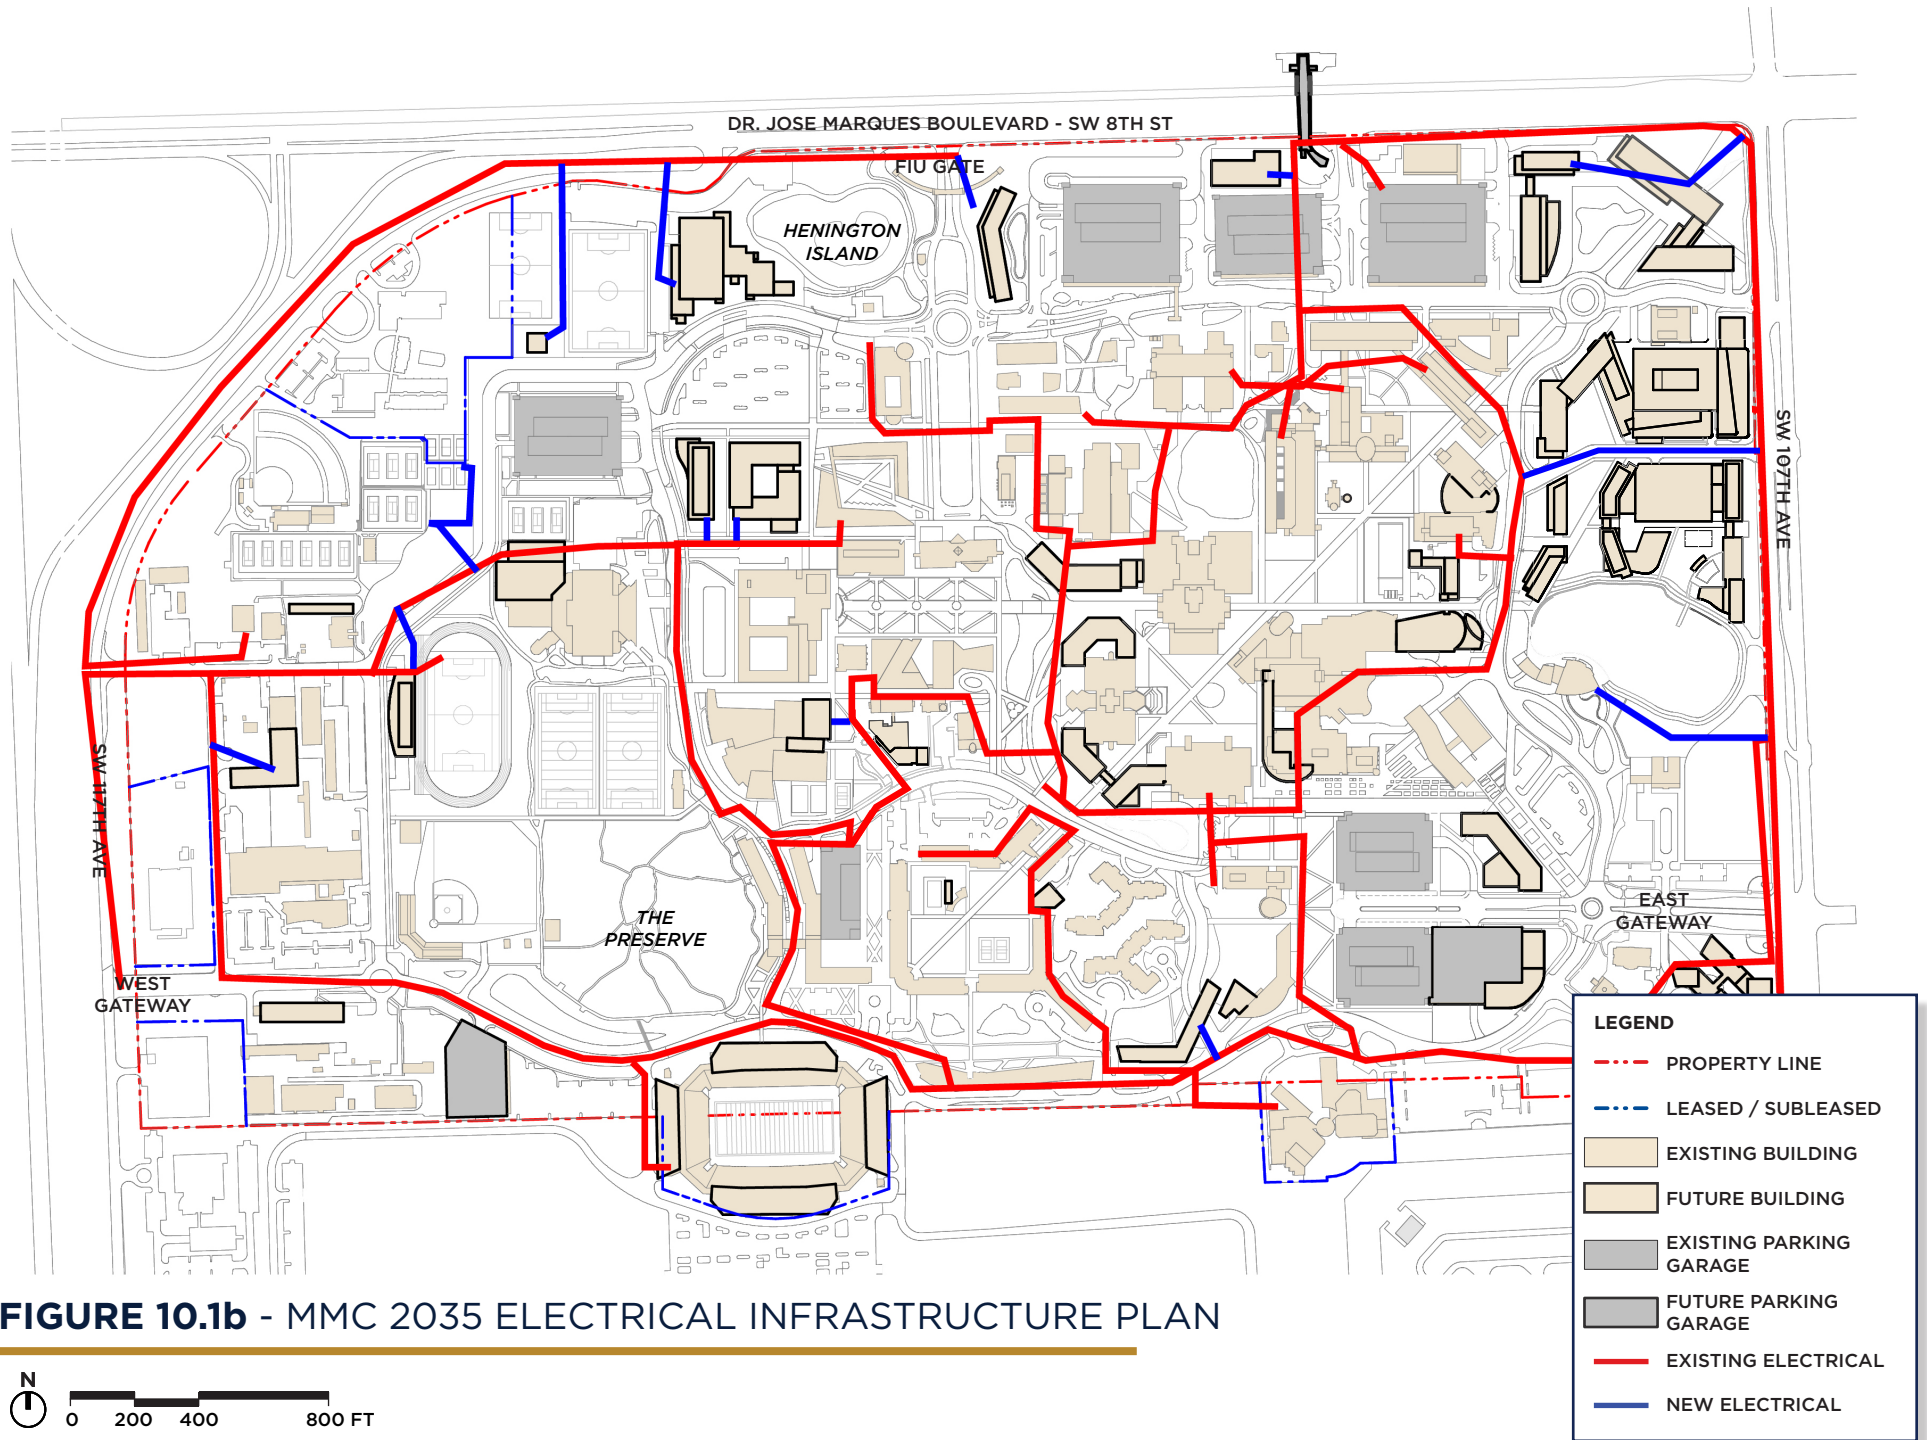 DR. JOSE MARQUES BOULEVARD - SW 8TH ST
FIU GATE
HENINGTON
ISLAND
SW 107TH AVE
SW 117TH AVE
THE
PRESERVE
EAST
GATEWAY
WEST
GATEWAY
LEGEND
PROPERTY LINE
LEASED / SUBLEASED
EXISTING BUILDING
FUTURE BUILDING
EXISTING PARKING
GARAGE
FUTURE PARKING
GARAGE
EXISTING ELECTRICAL
NEW ELECTRICAL
FIGURE 10.1b - MMC 2035 ELECTRICAL INFRASTRUCTURE PLAN
N
0 200 400 800 FT